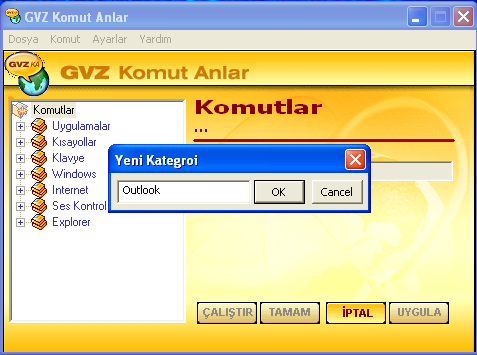 GVZ Komut Anlar
Dosya Komut Ayarlar Yardım
GVZ KA GVZ Komut Anlar
Komutlar
Uygulamalar
Kısayollar
Klavye
Windows
Internet
Ses Kontrol
Explorer
Komutlar
...
Yeni Kategroi
Outlook OK Cancel
ÇALIŞTIR TAMAM İPTAL UYGULA